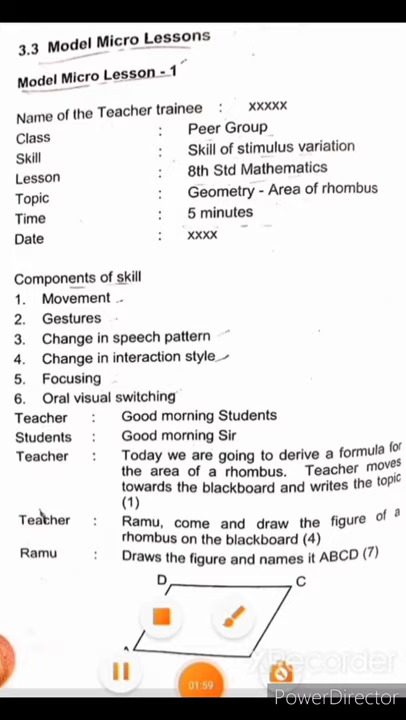 3.3 Model Micro Lessons
Model Micro Lesson - 1
Name of the Teacher trainee : xxxxx
Class : Peer Group
Skill : Skill of stimulus variation
Lesson : 8th Std Mathematics
Topic : Geometry - Area of rhombus
Time : 5 minutes
Date : xxxx
Components of skill
1. Movement
2. Gestures
3. Change in speech pattern
4. Change in interaction style
5. Focusing
6. Oral visual switching
Teacher : Good morning Students
Students : Good morning Sir
Teacher : Today we are going to derive a formula for
the area of a rhombus. Teacher moves
towards the blackboard and writes the topic
(1)
Teacher : Ramu, come and draw the figure of a
rhombus on the blackboard (4)
Ramu : Draws the figure and names it ABCD (7)
D C
A
XRecorder
01:59
PowerDirector